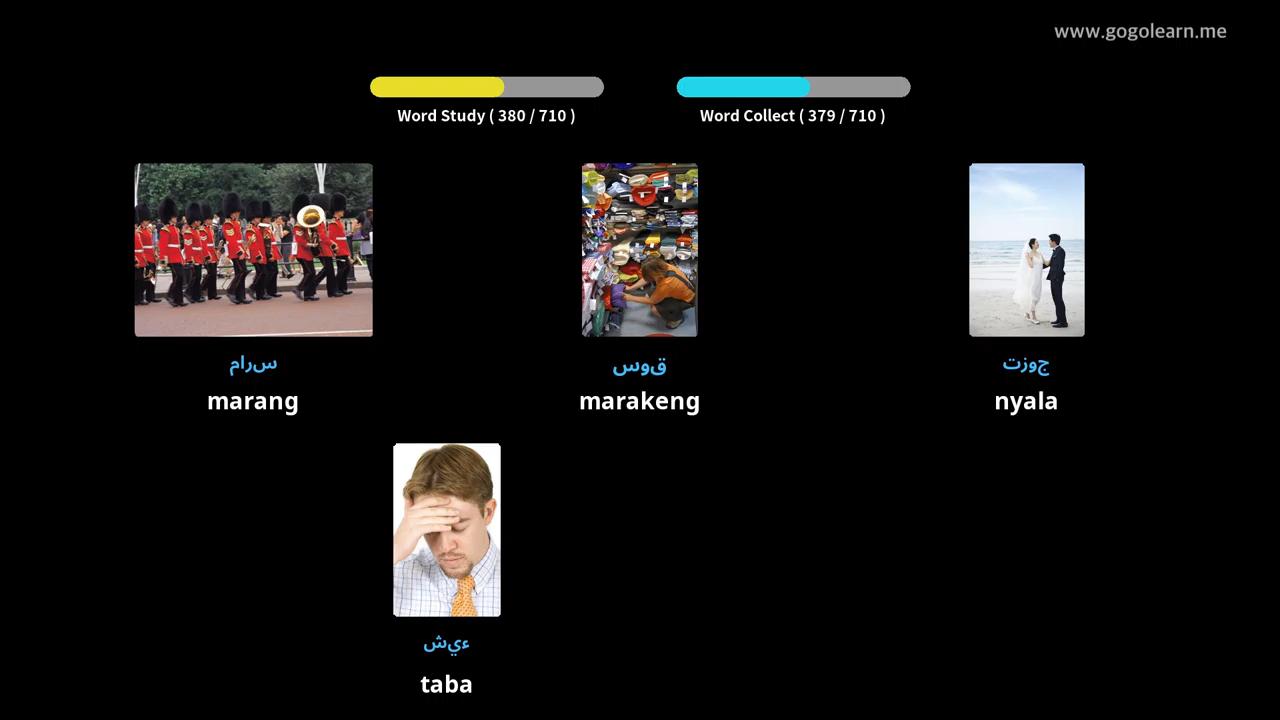 www.gogolearn.me
Word Study ( 380 / 710 )
Word Collect ( 379 / 710 )
سرام
marang
قوس
marakeng
جوزت
nyala
ءيش
taba